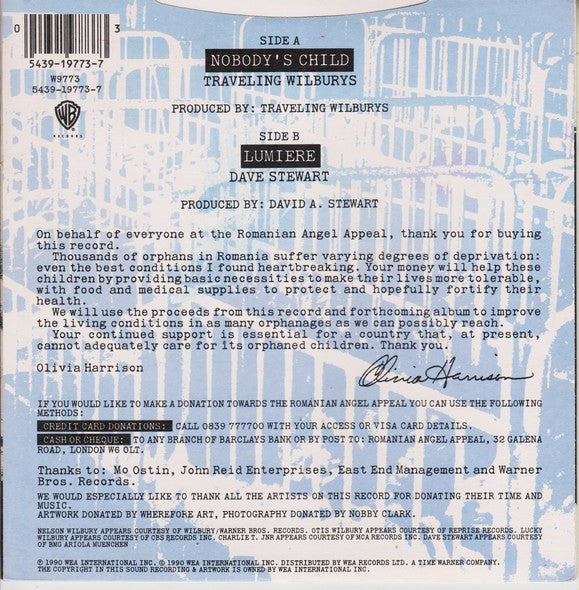 0 3
5439-19773-7
W9773
5439-19773-7
WB
RECORDS
SIDE A
NOBODY'S CHILD
TRAVELING WILBURYS
PRODUCED BY: TRAVELING WILBURYS
SIDE B
LUMIERE
DAVE STEWART
PRODUCED BY: DAVID A. STEWART
On behalf of everyone at the Romanian Angel Appeal, thank you for buying
this record.
Thousands of orphans in Romania suffer varying degrees of deprivation:
even the best conditions I found heartbreaking. Your money will help these
children by providing basic necessities to make their lives more tolerable,
with food and medical supplies to protect and hopefully fortify their
health.
We will use the proceeds from this record and forthcoming album to improve
the living conditions in as many orphanages as we can possibly reach.
Your continued support is essential for a country that, at present,
cannot adequately care for its orphaned children. Thank you.
Olivia Harrison
Olivia Harrison
IF YOU WOULD LIKE TO MAKE A DONATION TOWARDS THE ROMANIAN ANGEL APPEAL YOU CAN USE THE FOLLOWING
METHODS:
CREDIT CARD DONATIONS: CALL 0839 777700 WITH YOUR ACCESS OR VISA CARD DETAILS.
CASH OR CHEQUE: TO ANY BRANCH OF BARCLAYS BANK OR BY POST TO: ROMANIAN ANGEL APPEAL, 32 GALENA
ROAD, LONDON W6 0LT.
Thanks to: Mo Ostin, John Reid Enterprises, East End Management and Warner
Bros. Records.
WE WOULD ESPECIALLY LIKE TO THANK ALL THE ARTISTS ON THIS RECORD FOR DONATING THEIR TIME AND
MUSIC.
ARTWORK DONATED BY WHEREFORE ART, PHOTOGRAPHY DONATED BY NOBBY CLARK.
NELSON WILBURY APPEARS COURTESY OF WILBURY/WARNER BROS. RECORDS. OTIS WILBURY APPEARS COURTESY OF REPRISE RECORDS. LUCKY
WILBURY APPEARS COURTESY OF CBS RECORDS INC. CHARLIE T. JNR APPEARS COURTESY OF MCA RECORDS INC. DAVE STEWART APPEARS COURTESY
OF BMG ARIOLA MUENCHEN
℗ 1990 WEA INTERNATIONAL INC. © 1990 WEA INTERNATIONAL INC. DISTRIBUTED BY WEA RECORDS LTD. A TIME WARNER COMPANY.
THE COPYRIGHT IN THIS SOUND RECORDING & ARTWORK IS OWNED BY WEA INTERNATIONAL INC.